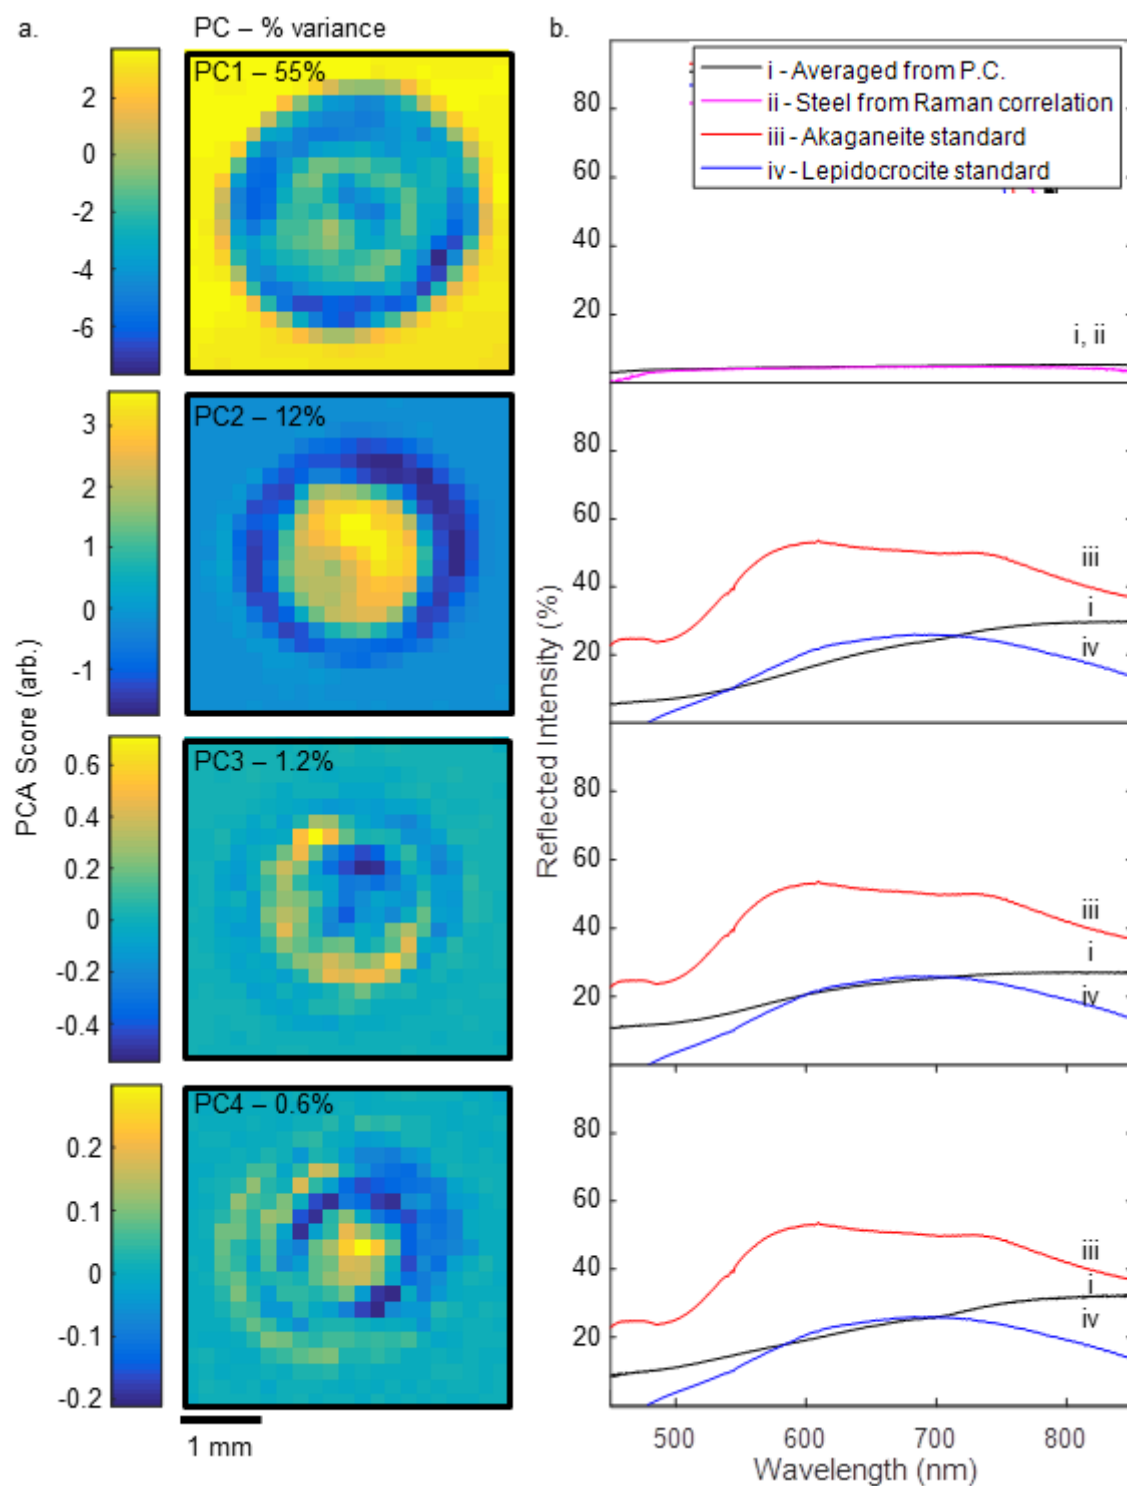 a.
PC – % variance
PC1 – 55%
2
0
-2
-4
-6
PC2 – 12%
3
2
1
0
-1
PCA Score (arb.)
PC3 – 1.2%
0.6
0.4
0.2
0
-0.2
-0.4
PC4 – 0.6%
0.2
0.1
0
-0.1
-0.2
1 mm
b.
i - Averaged from P.C.
ii - Steel from Raman correlation
iii - Akaganeite standard
iv - Lepidocrocite standard
80
60
40
20
i, ii
80
60
40
20
iii
i
iv
Reflected Intensity (%)
80
60
40
20
iii
i
iv
80
60
40
20
iii
i
iv
500 600 700 800
Wavelength (nm)